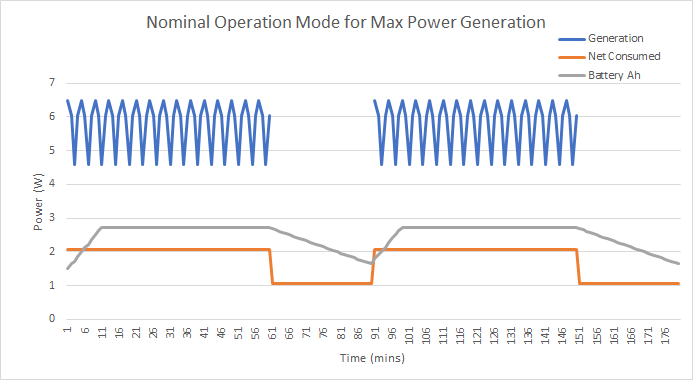 Nominal Operation Mode for Max Power Generation
Generation
Net Consumed
Battery Ah
7
6
5
4
3
2
1
0
Power (W)
1 6 11 16 21 26 31 36 41 46 51 56 61 66 71 76 81 86 91 96 101 106 111 116 121 126 131 136 141 146 151 156 161 166 171 176
Time (mins)